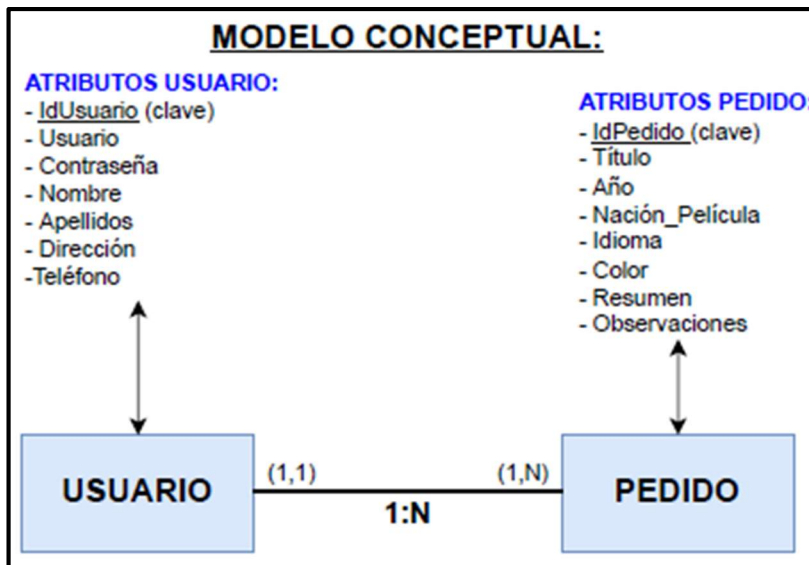 MODELO CONCEPTUAL:
ATRIBUTOS USUARIO:
- IdUsuario (clave)
- Usuario
- Contraseña
- Nombre
- Apellidos
- Dirección
-Teléfono
ATRIBUTOS PEDIDO:
- IdPedido (clave)
- Título
- Año
- Nación_Película
- Idioma
- Color
- Resumen
- Observaciones
USUARIO
(1,1)
(1,N)
1:N
PEDIDO